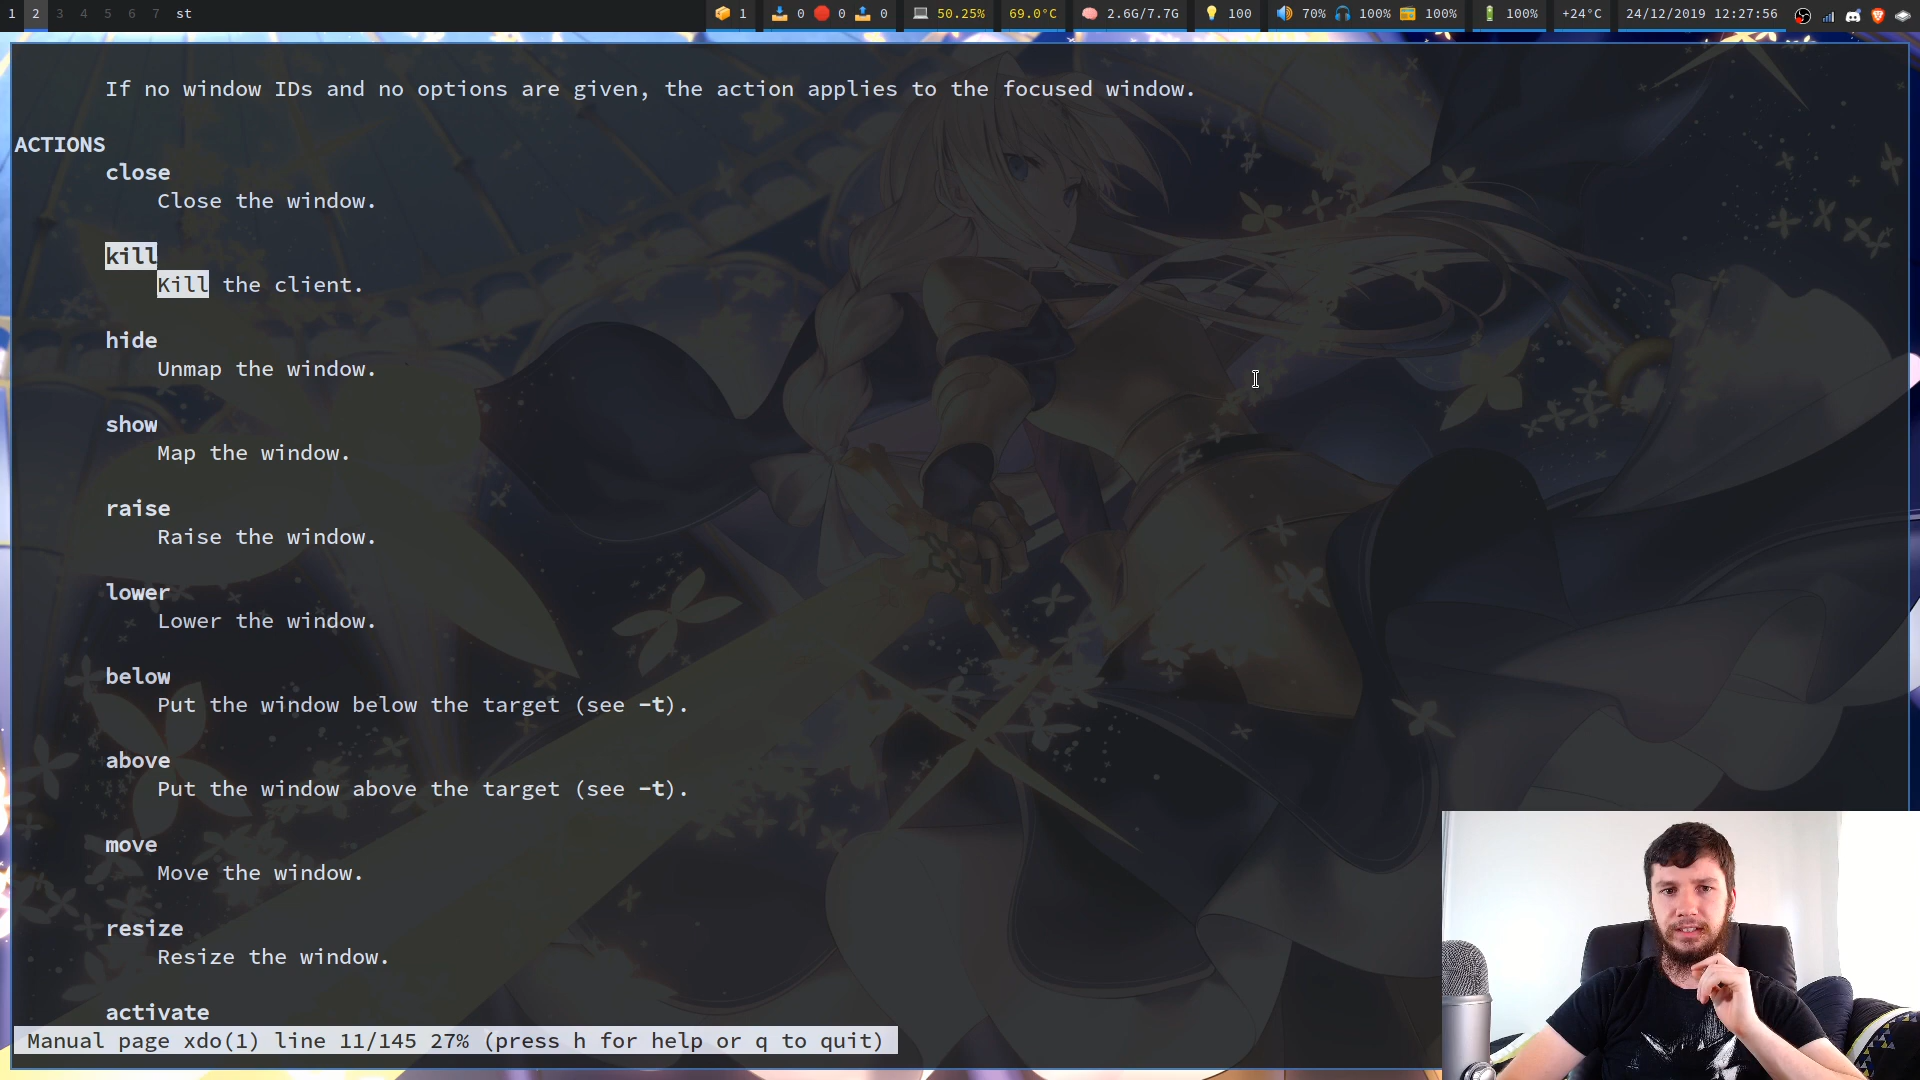 1 2 3 4 5 6 7 st 1 0 0 0 50.25% 69.0°C 2.6G/7.7G 100 70% 100% 100% 100% +24°C 24/12/2019 12:27:56
If no window IDs and no options are given, the action applies to the focused window.
ACTIONS
close
Close the window.
kill
Kill the client.
hide
Unmap the window.
show
Map the window.
raise
Raise the window.
lower
Lower the window.
below
Put the window below the target (see -t).
above
Put the window above the target (see -t).
move
Move the window.
resize
Resize the window.
activate
Manual page xdo(1) line 11/145 27% (press h for help or q to quit)